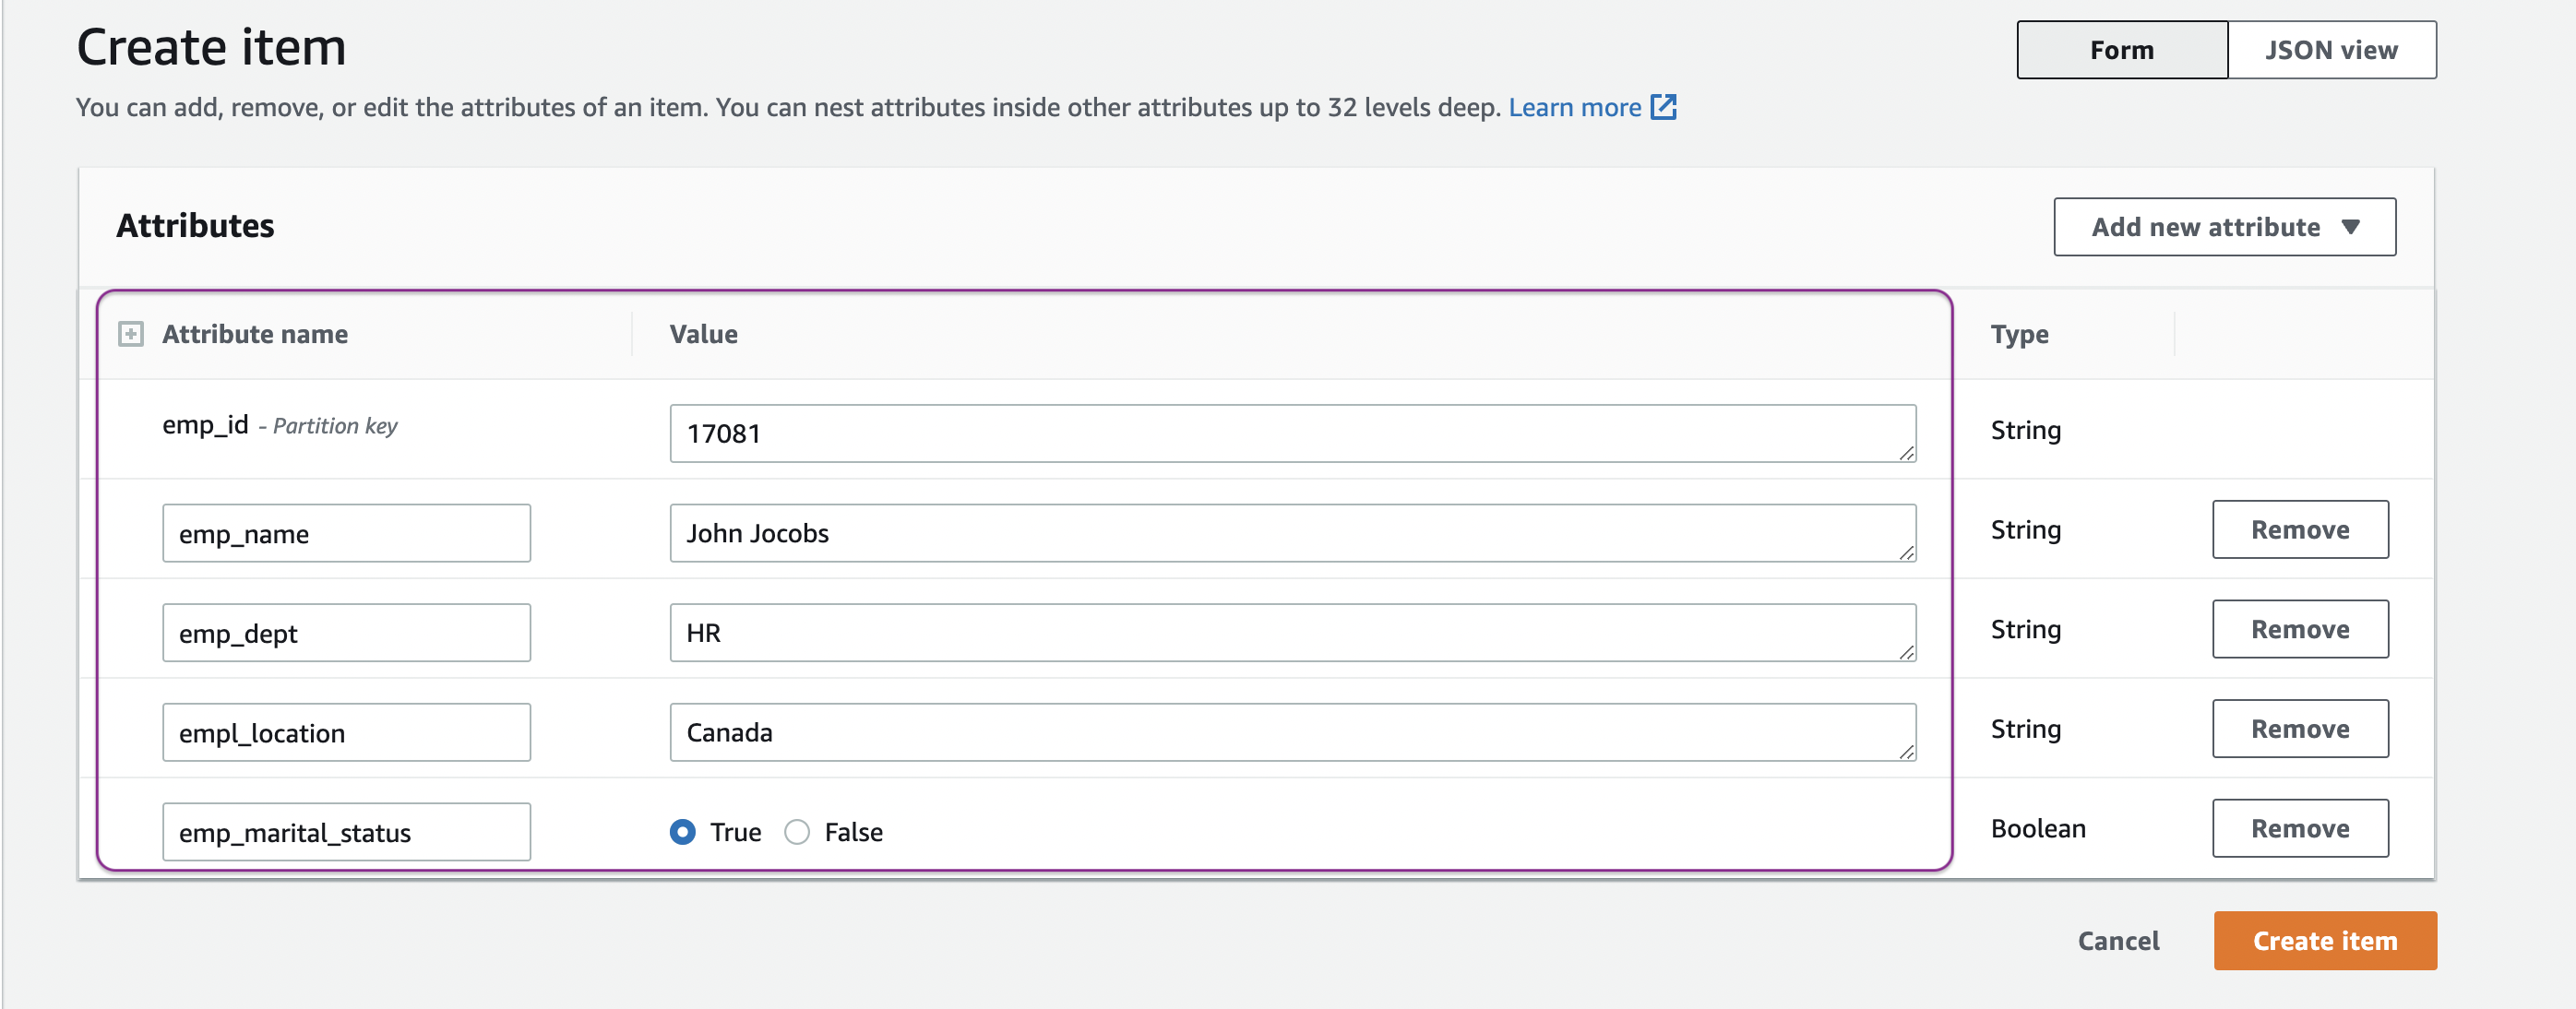 Create item
Form JSON view
You can add, remove, or edit the attributes of an item. You can nest attributes inside other attributes up to 32 levels deep. Learn more
Attributes
Add new attribute
Attribute name Value Type
emp_id - Partition key 17081 String
emp_name John Jocobs String Remove
emp_dept HR String Remove
empl_location Canada String Remove
emp_marital_status True False Boolean Remove
Cancel Create item